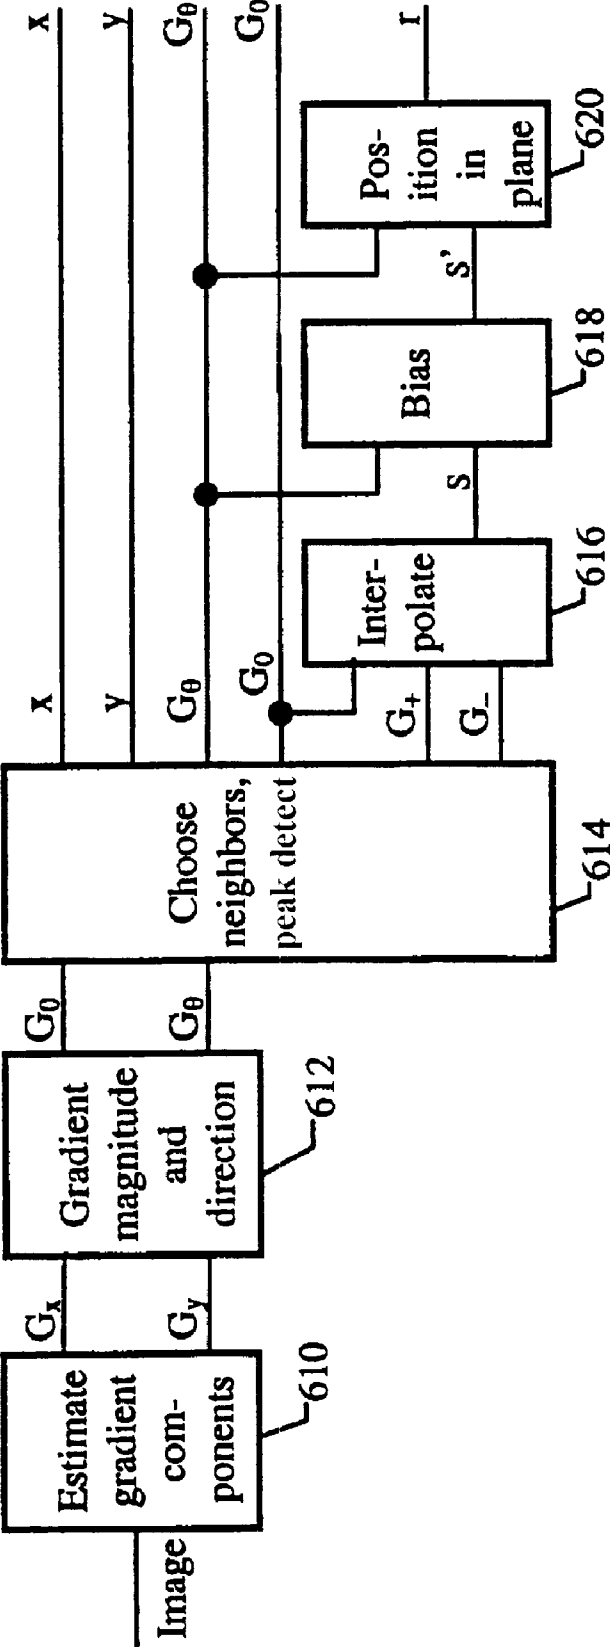 Image
Estimate
gradient
com-
ponents
610
Gx
Gy
Gradient
magnitude
and
direction
612
G0
Gθ
Choose
neighbors,
peak detect
614
x
y
Gθ
G0
G+
G−
Inter-
polate
616
s
Bias
618
s'
Pos-
ition
in
plane
620
x
y
Gθ
G0
r